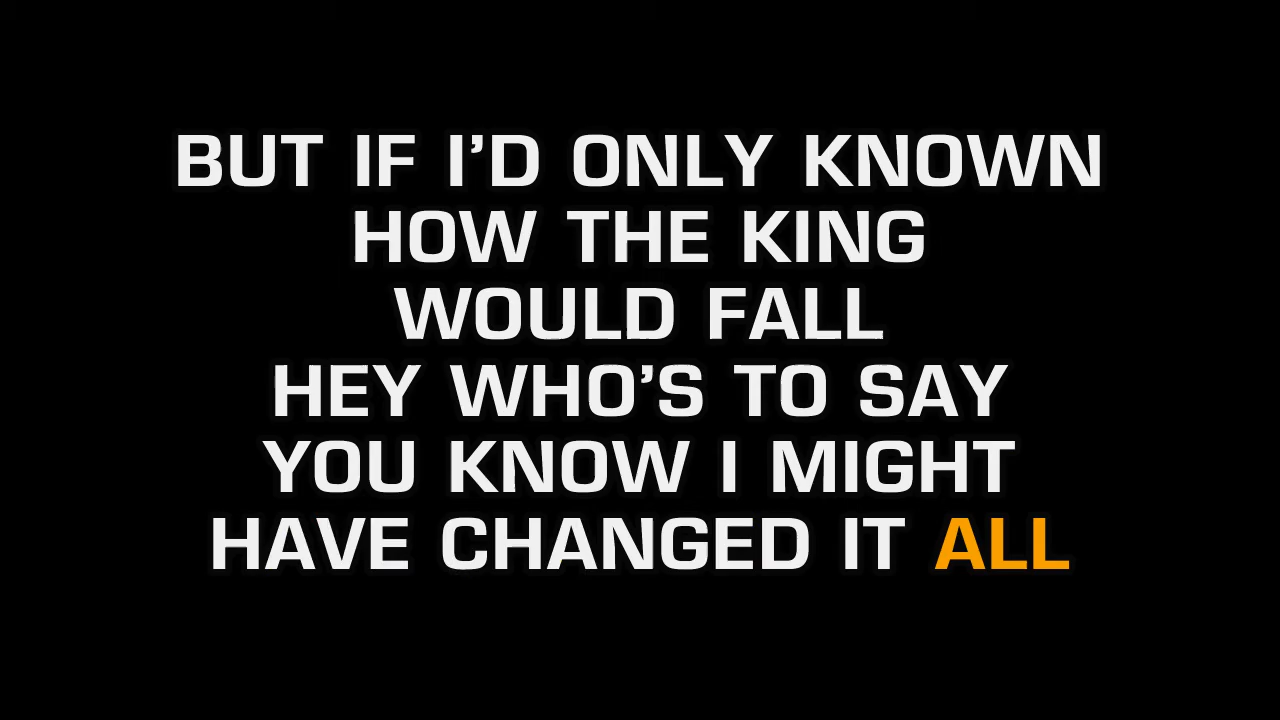 BUT IF I’D ONLY KNOWN
HOW THE KING
WOULD FALL
HEY WHO’S TO SAY
YOU KNOW I MIGHT
HAVE CHANGED IT ALL